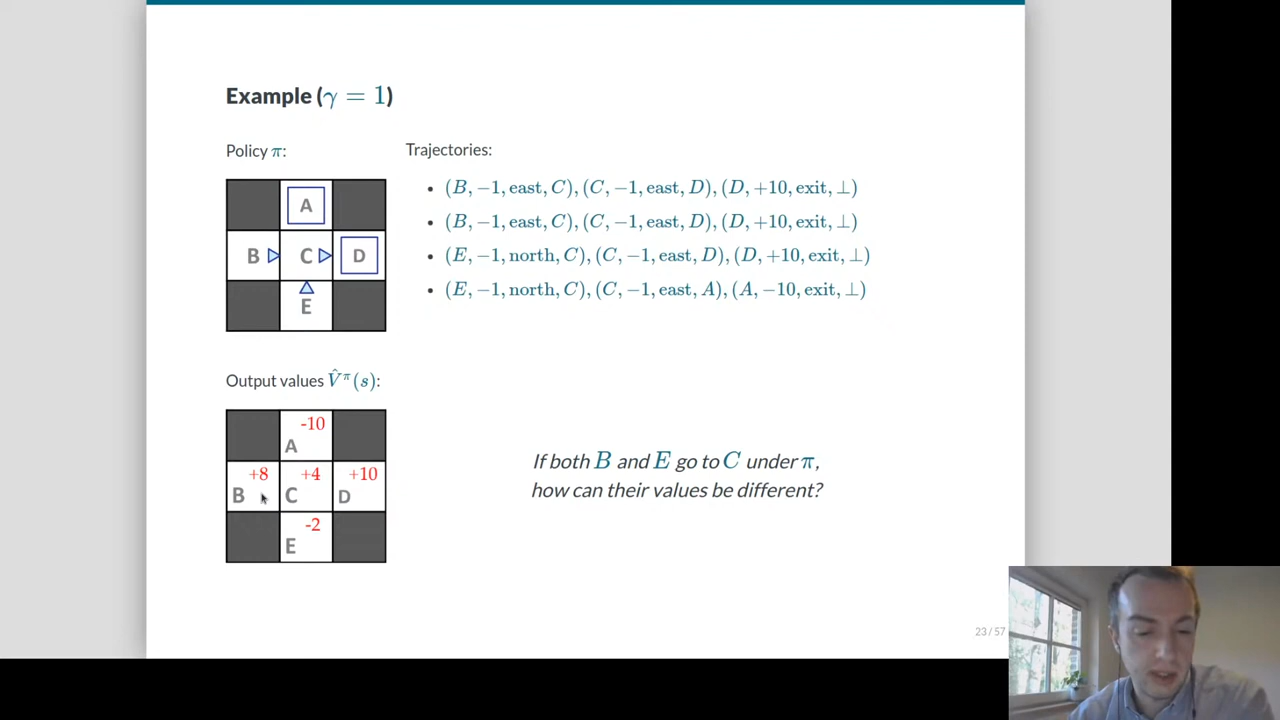 Example (γ = 1)
Policy π:
Trajectories:
• (B, −1, east, C), (C, −1, east, D), (D, +10, exit, ⊥)
• (B, −1, east, C), (C, −1, east, D), (D, +10, exit, ⊥)
• (E, −1, north, C), (C, −1, east, D), (D, +10, exit, ⊥)
• (E, −1, north, C), (C, −1, east, A), (A, −10, exit, ⊥)
A
B C D
E
Output values V̂^π(s):
-10
A
+8 +4 +10
B C D
-2
E
If both B and E go to C under π,
how can their values be different?
23 / 57